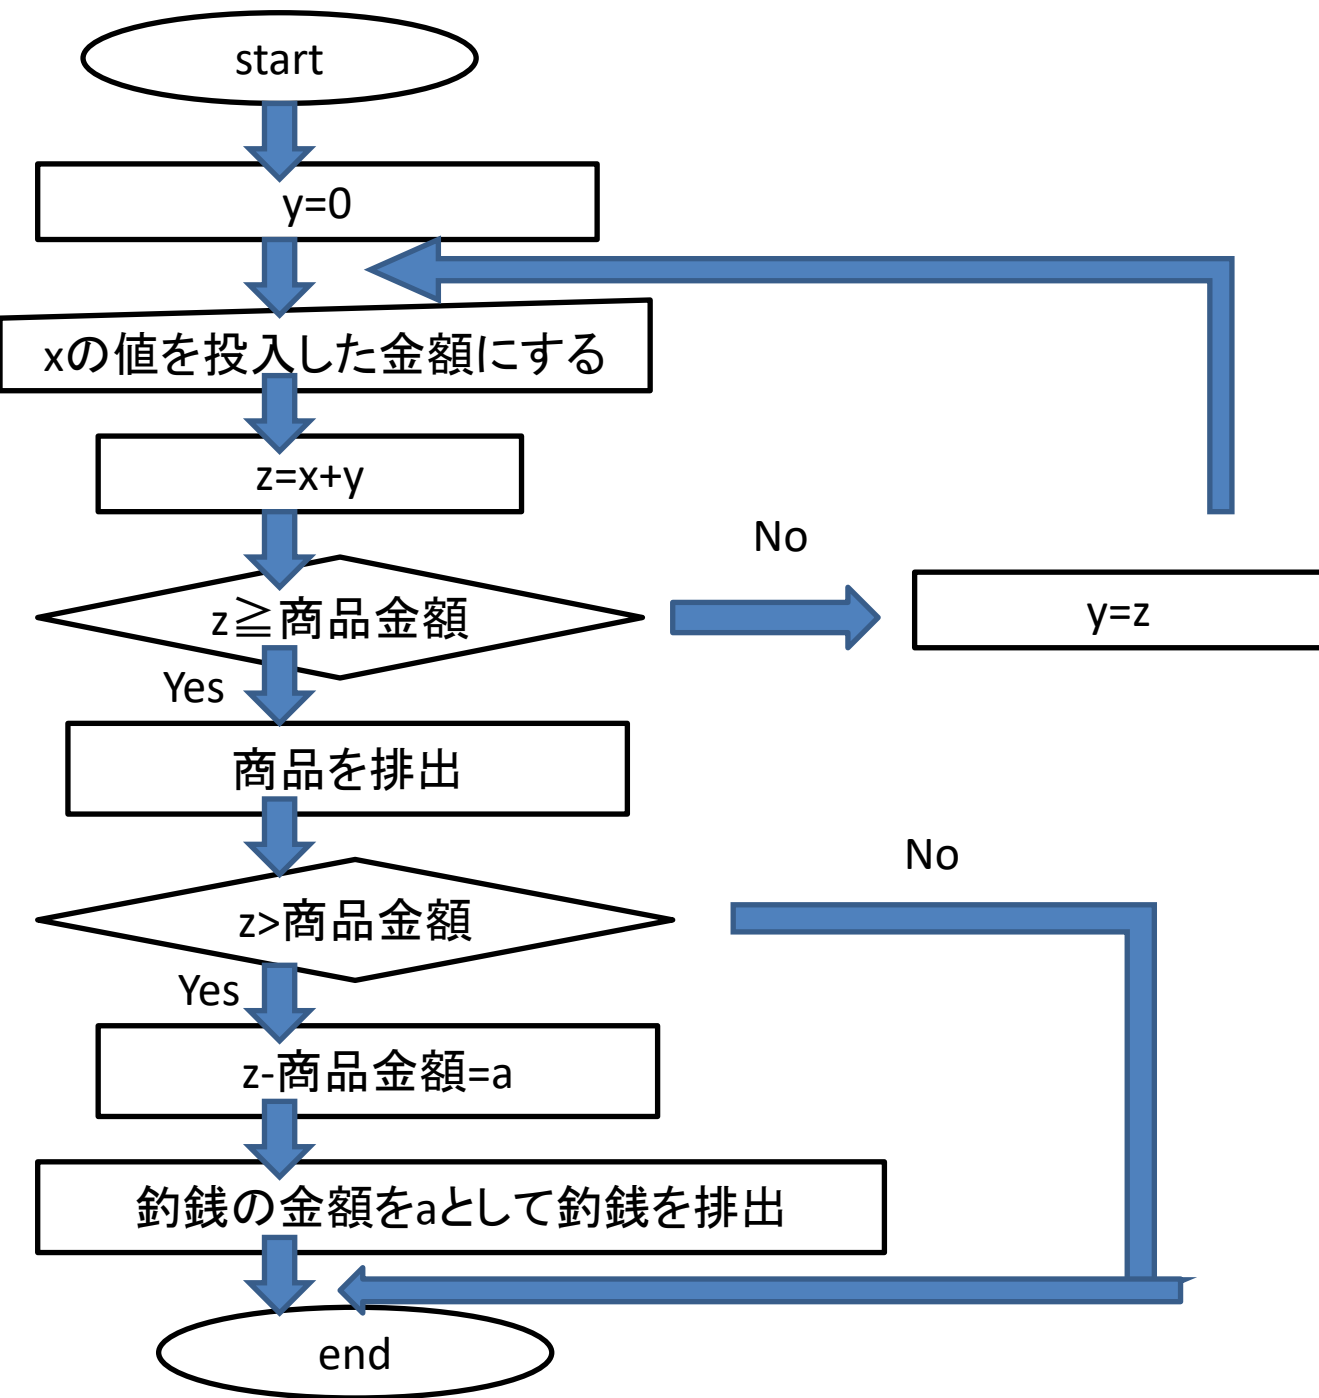 start
y=0
xの値を投入した金額にする
z=x+y
No
z≧商品金額
y=z
Yes
商品を排出
No
z>商品金額
Yes
z-商品金額=a
釣銭の金額をaとして釣銭を排出
end